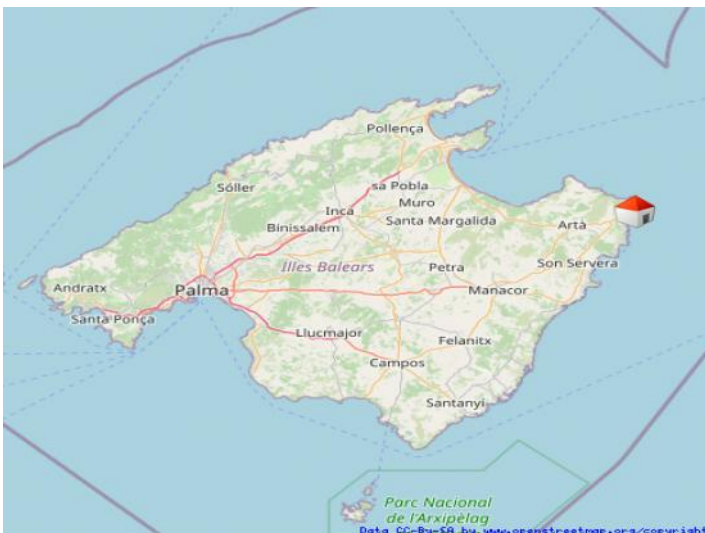 Pollença
Sóller
sa Pobla
Muro
Inca
Santa Margalida
Binissalem
Artà
Illes Balears
Petra
Son Servera
Andratx
Palma
Manacor
Santa Ponça
Llucmajor
Felanitx
Campos
Santanyí
Parc Nacional
de l'Arxipèlag
Data CC-By-SA by www.openstreetmap.org/copyright